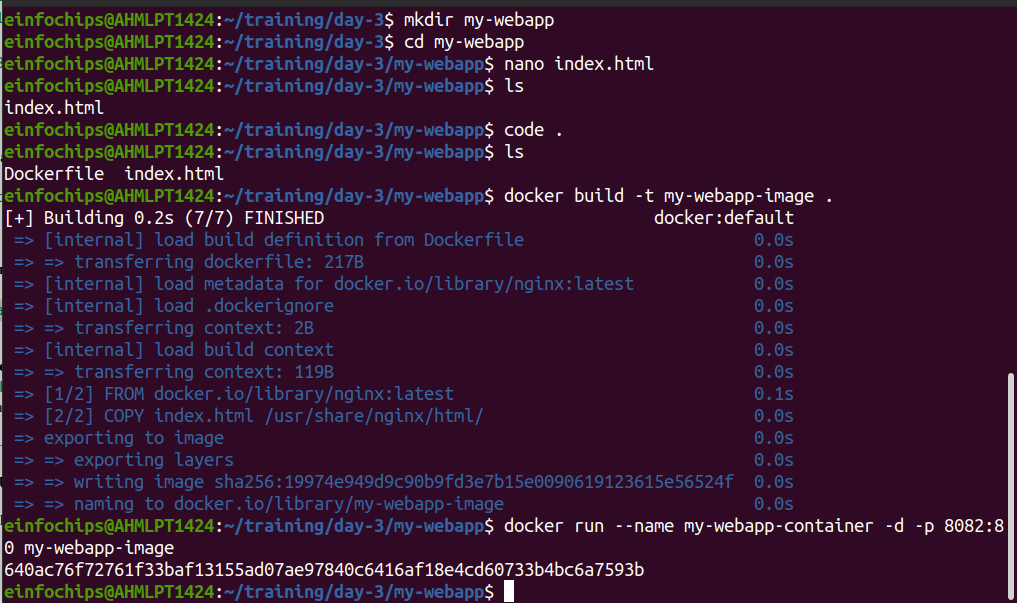 einfochips@AHMLPT1424:~/training/day-3$ mkdir my-webapp
einfochips@AHMLPT1424:~/training/day-3$ cd my-webapp
einfochips@AHMLPT1424:~/training/day-3/my-webapp$ nano index.html
einfochips@AHMLPT1424:~/training/day-3/my-webapp$ ls
index.html
einfochips@AHMLPT1424:~/training/day-3/my-webapp$ code .
einfochips@AHMLPT1424:~/training/day-3/my-webapp$ ls
Dockerfile  index.html
einfochips@AHMLPT1424:~/training/day-3/my-webapp$ docker build -t my-webapp-image .
[+] Building 0.2s (7/7) FINISHED                                 docker:default
 => [internal] load build definition from Dockerfile                       0.0s
 => => transferring dockerfile: 217B                                       0.0s
 => [internal] load metadata for docker.io/library/nginx:latest            0.0s
 => [internal] load .dockerignore                                          0.0s
 => => transferring context: 2B                                            0.0s
 => [internal] load build context                                          0.0s
 => => transferring context: 119B                                          0.0s
 => [1/2] FROM docker.io/library/nginx:latest                              0.1s
 => [2/2] COPY index.html /usr/share/nginx/html/                           0.0s
 => exporting to image                                                     0.0s
 => => exporting layers                                                    0.0s
 => => writing image sha256:19974e949d9c90b9fd3e7b15e0090619123615e56524f  0.0s
 => => naming to docker.io/library/my-webapp-image                         0.0s
einfochips@AHMLPT1424:~/training/day-3/my-webapp$ docker run --name my-webapp-container -d -p 8082:8
0 my-webapp-image
640ac76f72761f33baf13155ad07ae97840c6416af18e4cd60733b4bc6a7593b
einfochips@AHMLPT1424:~/training/day-3/my-webapp$